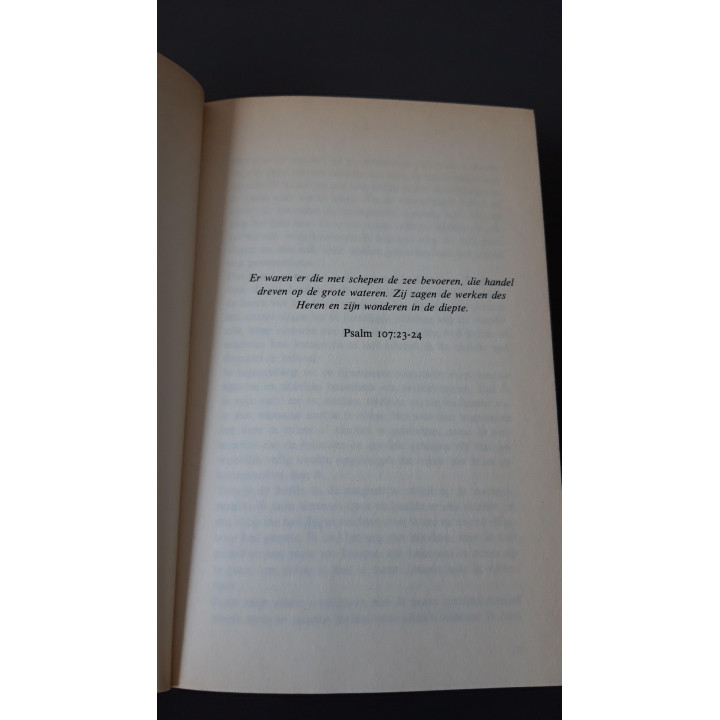 Er waren er die met schepen de zee bevoeren, die handel
dreven op de grote wateren. Zij zagen de werken des
Heren en zijn wonderen in de diepte.
Psalm 107:23-24